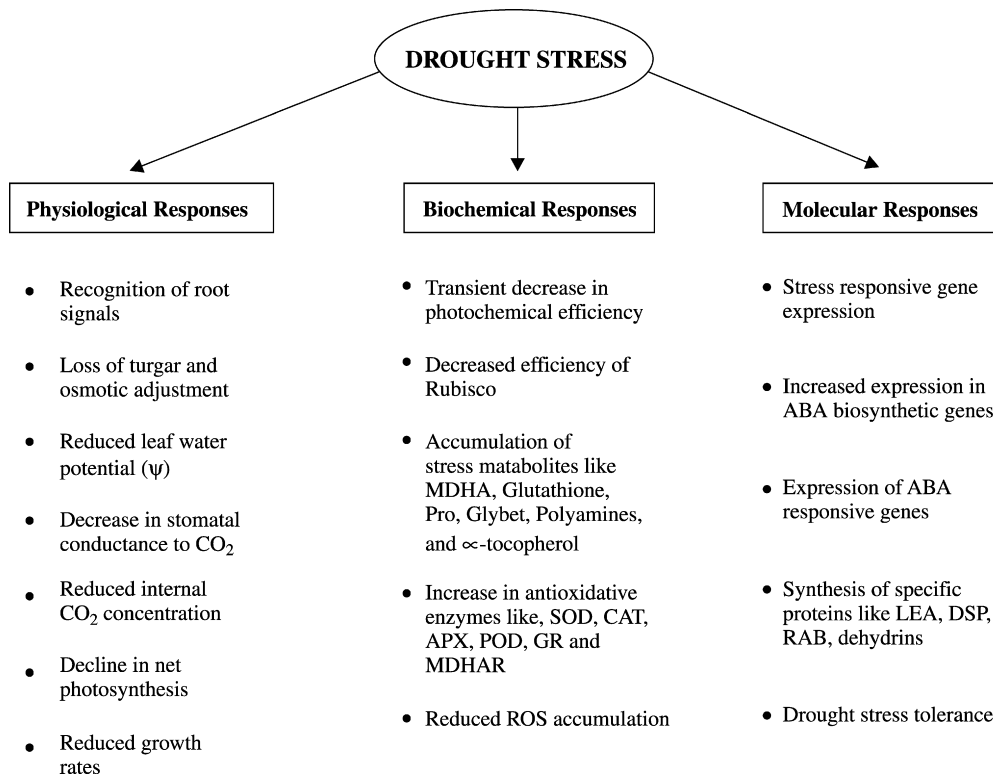 DROUGHT STRESS
Physiological Responses
• Recognition of root
signals
• Loss of turgar and
osmotic adjustment
• Reduced leaf water
potential (ψ)
• Decrease in stomatal
conductance to CO₂
• Reduced internal
CO₂ concentration
• Decline in net
photosynthesis
• Reduced growth
rates
Biochemical Responses
• Transient decrease in
photochemical efficiency
• Decreased efficiency of
Rubisco
• Accumulation of
stress matabolites like
MDHA, Glutathione,
Pro, Glybet, Polyamines,
and ∝-tocopherol
• Increase in antioxidative
enzymes like, SOD, CAT,
APX, POD, GR and
MDHAR
• Reduced ROS accumulation
Molecular Responses
• Stress responsive gene
expression
• Increased expression in
ABA biosynthetic genes
• Expression of ABA
responsive genes
• Synthesis of specific
proteins like LEA, DSP,
RAB, dehydrins
• Drought stress tolerance